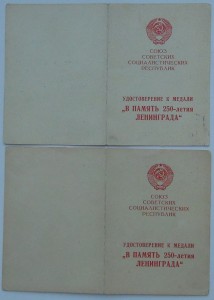 СОЮЗ
СОВЕТСКИХ
СОЦИАЛИСТИЧЕСКИХ
РЕСПУБЛИК
УДОСТОВЕРЕНИЕ К МЕДАЛИ
„В ПАМЯТЬ 250-летия
ЛЕНИНГРАДА“
СОЮЗ
СОВЕТСКИХ
СОЦИАЛИСТИЧЕСКИХ
РЕСПУБЛИК
УДОСТОВЕРЕНИЕ К МЕДАЛИ
„В ПАМЯТЬ 250-летия
ЛЕНИНГРАДА“